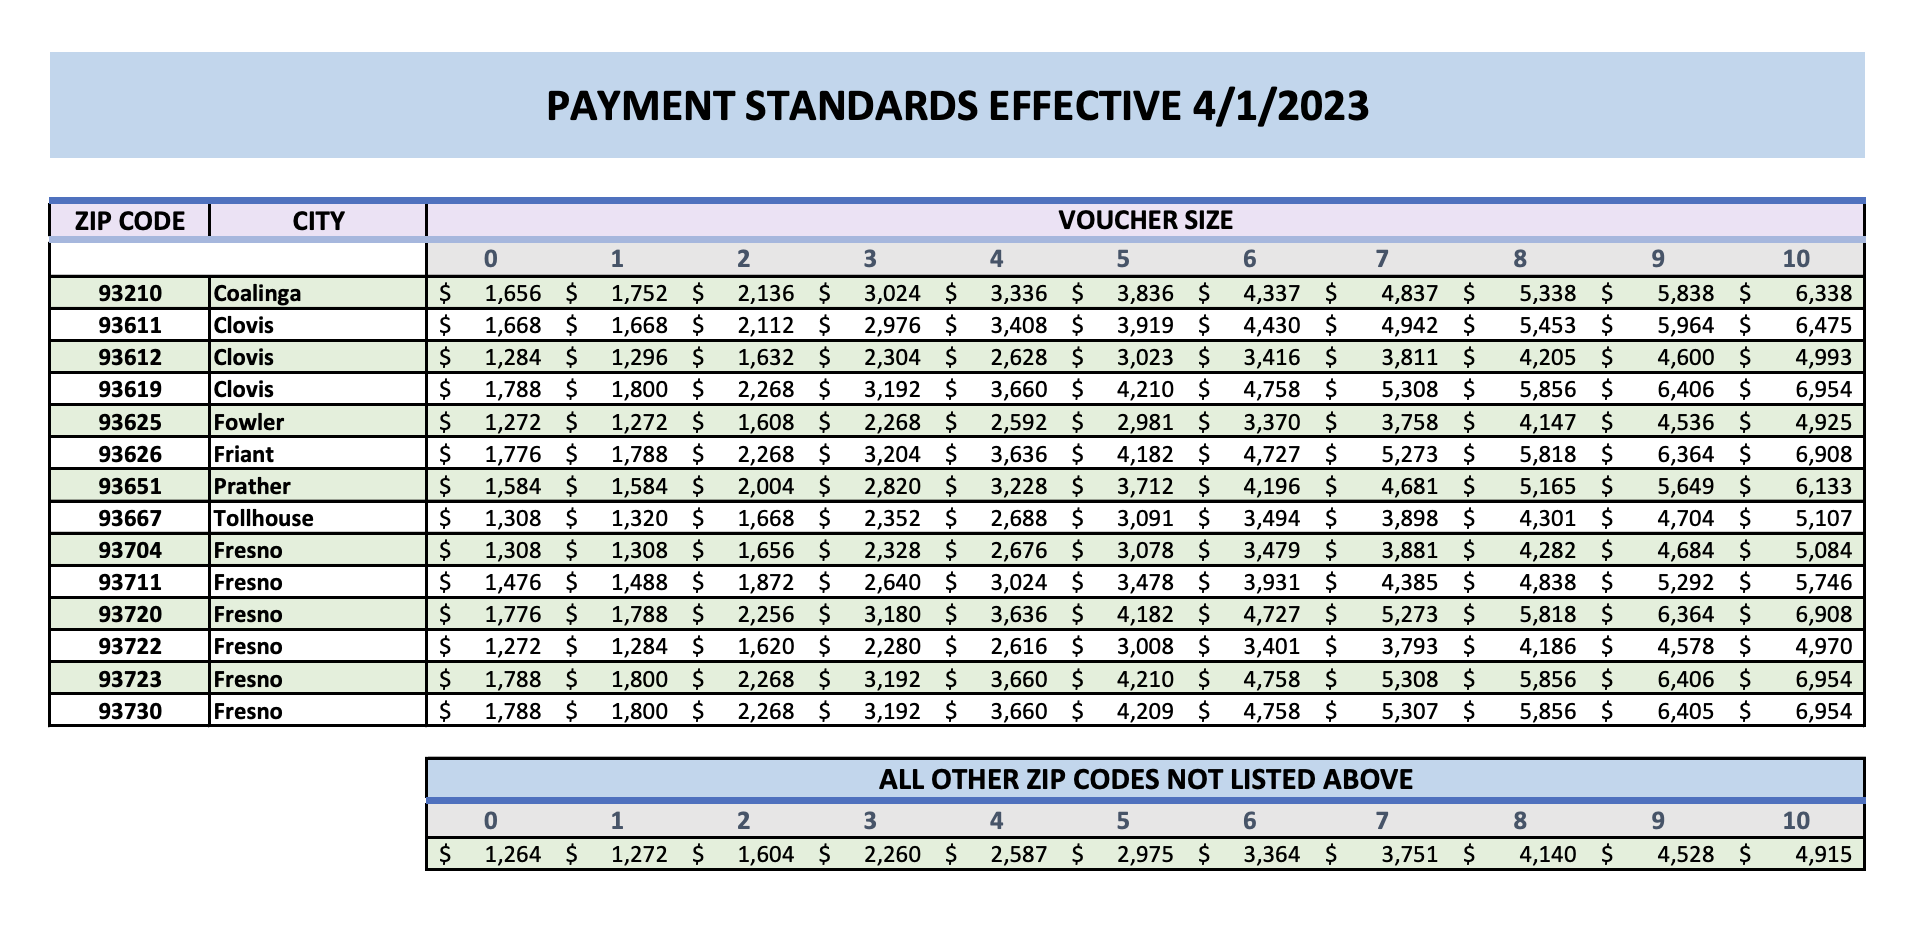 PAYMENT STANDARDS EFFECTIVE 4/1/2023
ZIP CODE CITY VOUCHER SIZE
0 1 2 3 4 5 6 7 8 9 10
93210 Coalinga $ 1,656 $ 1,752 $ 2,136 $ 3,024 $ 3,336 $ 3,836 $ 4,337 $ 4,837 $ 5,338 $ 5,838 $ 6,338
93611 Clovis $ 1,668 $ 1,668 $ 2,112 $ 2,976 $ 3,408 $ 3,919 $ 4,430 $ 4,942 $ 5,453 $ 5,964 $ 6,475
93612 Clovis $ 1,284 $ 1,296 $ 1,632 $ 2,304 $ 2,628 $ 3,023 $ 3,416 $ 3,811 $ 4,205 $ 4,600 $ 4,993
93619 Clovis $ 1,788 $ 1,800 $ 2,268 $ 3,192 $ 3,660 $ 4,210 $ 4,758 $ 5,308 $ 5,856 $ 6,406 $ 6,954
93625 Fowler $ 1,272 $ 1,272 $ 1,608 $ 2,268 $ 2,592 $ 2,981 $ 3,370 $ 3,758 $ 4,147 $ 4,536 $ 4,925
93626 Friant $ 1,776 $ 1,788 $ 2,268 $ 3,204 $ 3,636 $ 4,182 $ 4,727 $ 5,273 $ 5,818 $ 6,364 $ 6,908
93651 Prather $ 1,584 $ 1,584 $ 2,004 $ 2,820 $ 3,228 $ 3,712 $ 4,196 $ 4,681 $ 5,165 $ 5,649 $ 6,133
93667 Tollhouse $ 1,308 $ 1,320 $ 1,668 $ 2,352 $ 2,688 $ 3,091 $ 3,494 $ 3,898 $ 4,301 $ 4,704 $ 5,107
93704 Fresno $ 1,308 $ 1,308 $ 1,656 $ 2,328 $ 2,676 $ 3,078 $ 3,479 $ 3,881 $ 4,282 $ 4,684 $ 5,084
93711 Fresno $ 1,476 $ 1,488 $ 1,872 $ 2,640 $ 3,024 $ 3,478 $ 3,931 $ 4,385 $ 4,838 $ 5,292 $ 5,746
93720 Fresno $ 1,776 $ 1,788 $ 2,256 $ 3,180 $ 3,636 $ 4,182 $ 4,727 $ 5,273 $ 5,818 $ 6,364 $ 6,908
93722 Fresno $ 1,272 $ 1,284 $ 1,620 $ 2,280 $ 2,616 $ 3,008 $ 3,401 $ 3,793 $ 4,186 $ 4,578 $ 4,970
93723 Fresno $ 1,788 $ 1,800 $ 2,268 $ 3,192 $ 3,660 $ 4,210 $ 4,758 $ 5,308 $ 5,856 $ 6,406 $ 6,954
93730 Fresno $ 1,788 $ 1,800 $ 2,268 $ 3,192 $ 3,660 $ 4,209 $ 4,758 $ 5,307 $ 5,856 $ 6,405 $ 6,954
ALL OTHER ZIP CODES NOT LISTED ABOVE
0 1 2 3 4 5 6 7 8 9 10
$ 1,264 $ 1,272 $ 1,604 $ 2,260 $ 2,587 $ 2,975 $ 3,364 $ 3,751 $ 4,140 $ 4,528 $ 4,915